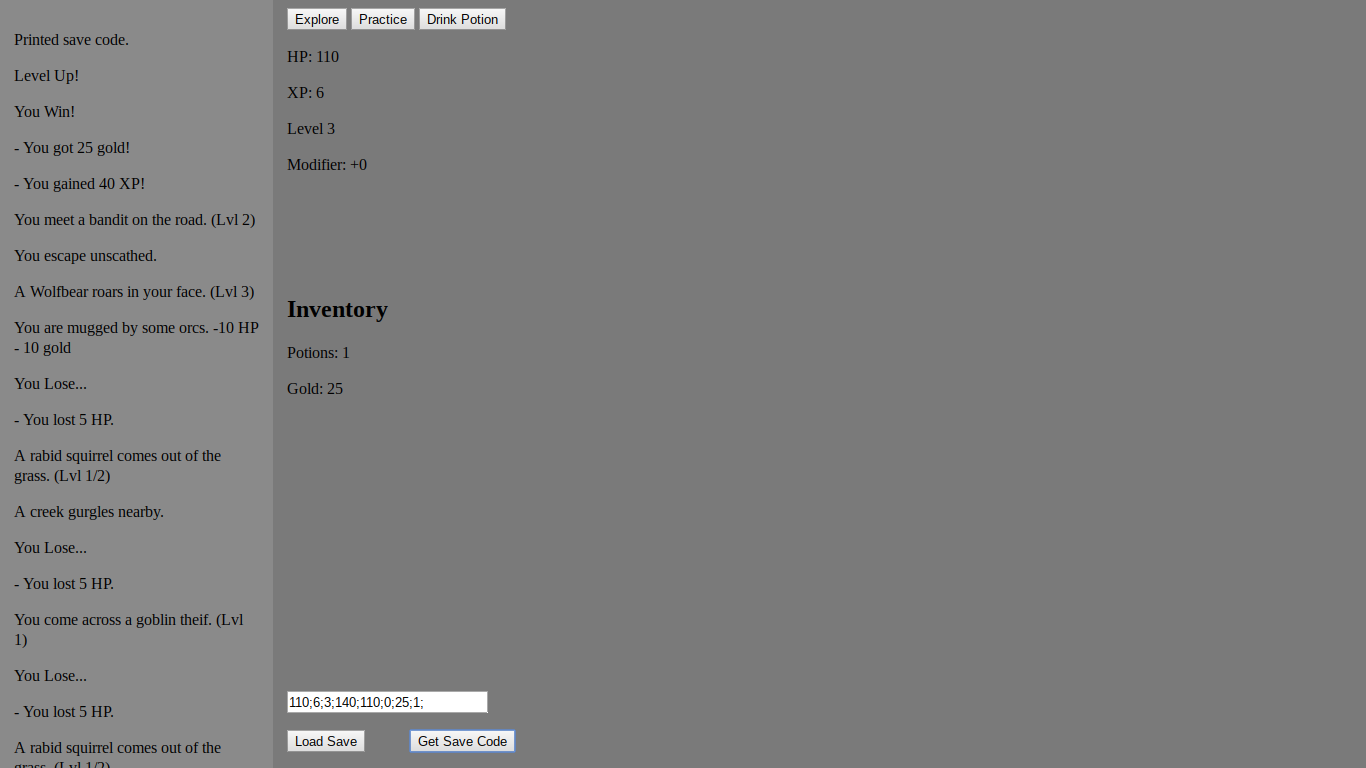 Printed save code.
Level Up!
You Win!
- You got 25 gold!
- You gained 40 XP!
You meet a bandit on the road. (Lvl 2)
You escape unscathed.
A Wolfbear roars in your face. (Lvl 3)
You are mugged by some orcs. -10 HP
- 10 gold
You Lose...
- You lost 5 HP.
A rabid squirrel comes out of the
grass. (Lvl 1/2)
A creek gurgles nearby.
You Lose...
- You lost 5 HP.
You come across a goblin theif. (Lvl
1)
You Lose...
- You lost 5 HP.
A rabid squirrel comes out of the
grass. (Lvl 1/2)
Explore Practice Drink Potion
HP: 110
XP: 6
Level 3
Modifier: +0
Inventory
Potions: 1
Gold: 25
110;6;3;140;110;0;25;1;
Load Save Get Save Code